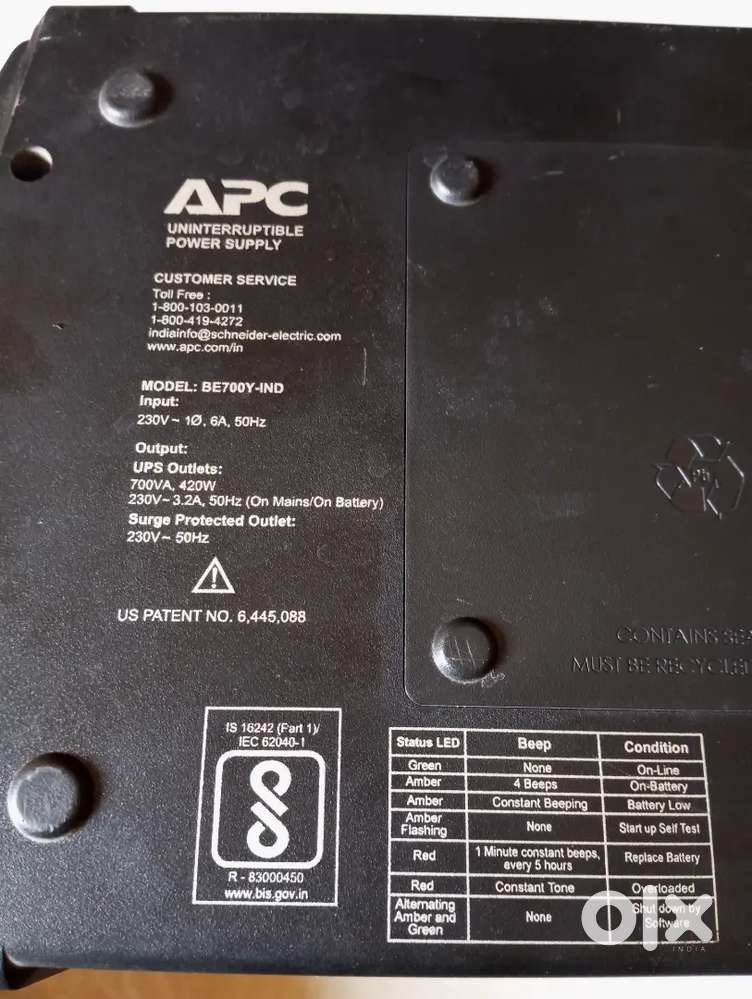 APC
UNINTERRUPTIBLE
POWER SUPPLY
CUSTOMER SERVICE
Toll Free :
1-800-103-0011
1-800-419-4272
indiainfo@schneider-electric.com
www.apc.com/in
MODEL: BE700Y-IND
Input:
230V~ 1Ø, 6A, 50Hz
Output:
UPS Outlets:
700VA, 420W
230V~ 3.2A, 50Hz (On Mains/On Battery)
Surge Protected Outlet:
230V~ 50Hz
US PATENT NO. 6,445,088
CONTAINS
MUST BE RECYCLED
IS 16242 (Part 1)/
IEC 62040-1
R - 83000450
www.bis.gov.in
Status LED Beep Condition
Green None On-Line
Amber 4 Beeps On-Battery
Amber Constant Beeping Battery Low
Amber Flashing None Start up Self Test
Red 1 Minute constant beeps, every 5 hours Replace Battery
Red Constant Tone Overloaded
Alternating Amber and Green None Shut down by Software
olx
INDIA